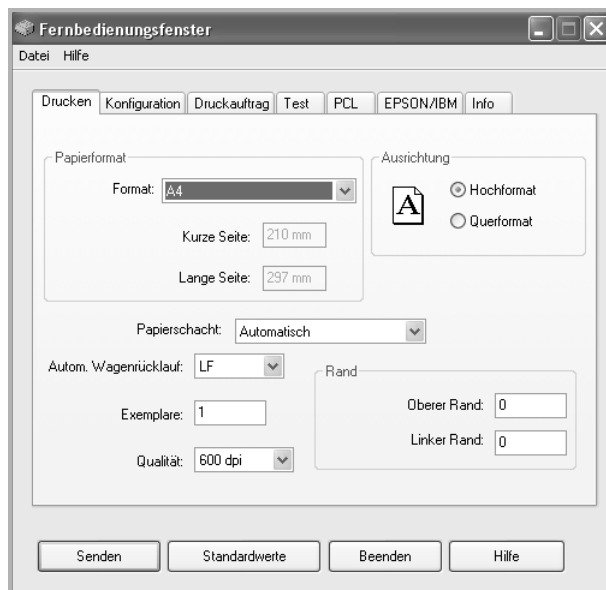 Fernbedienungsfenster
Datei Hilfe
Drucken Konfiguration Druckauftrag Test PCL EPSON/IBM Info
Papierformat
Format: A4
Kurze Seite: 210 mm
Lange Seite: 297 mm
Ausrichtung
A
Hochformat
Querformat
Papierschacht: Automatisch
Autom. Wagenrücklauf: LF
Exemplare: 1
Qualität: 600 dpi
Rand
Oberer Rand: 0
Linker Rand: 0
Senden Standardwerte Beenden Hilfe